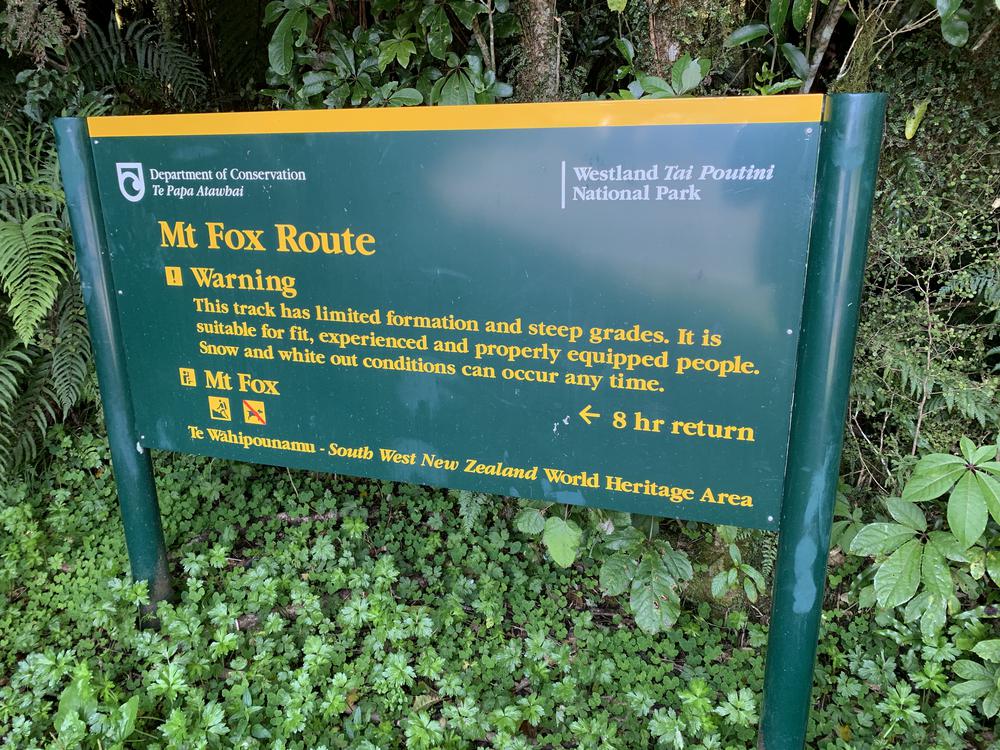 Department of Conservation
Te Papa Atawhai
Westland Tai Poutini
National Park
Mt Fox Route
! Warning
This track has limited formation and steep grades. It is
suitable for fit, experienced and properly equipped people.
Snow and white out conditions can occur any time.
Mt Fox
← 8 hr return
Te Wahipounamu - South West New Zealand World Heritage Area